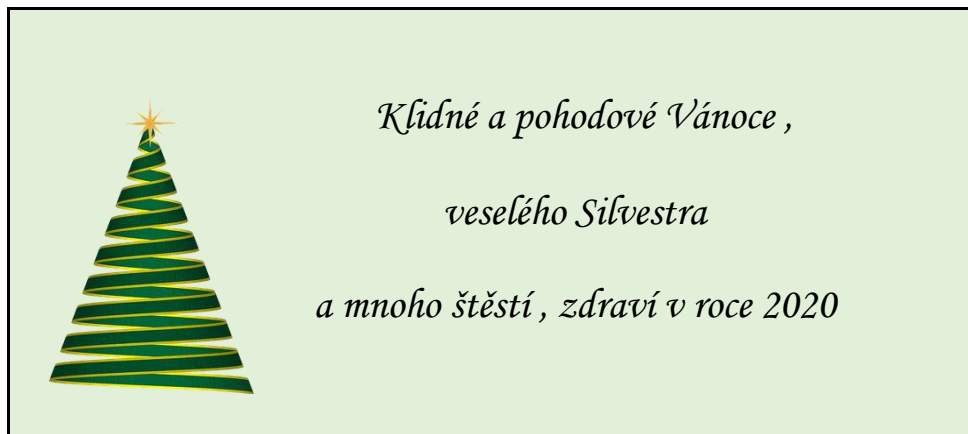 Klidné a pohodové Vánoce ,
veselého Silvestra
a mnoho štěstí , zdraví v roce 2020